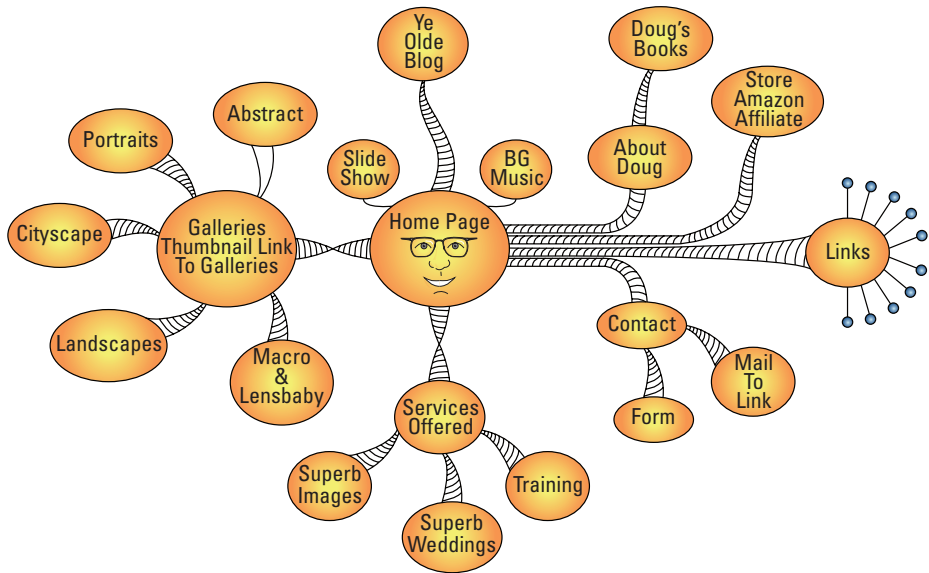 Ye
Olde
Blog
Doug's
Books
Store
Amazon
Affiliate
Abstract
Portraits
Slide
Show
BG
Music
About
Doug
Cityscape
Galleries
Thumbnail Link
To Galleries
Home Page
Links
Landscapes
Macro
&
Lensbaby
Contact
Mail
To
Link
Form
Services
Offered
Superb
Images
Training
Superb
Weddings